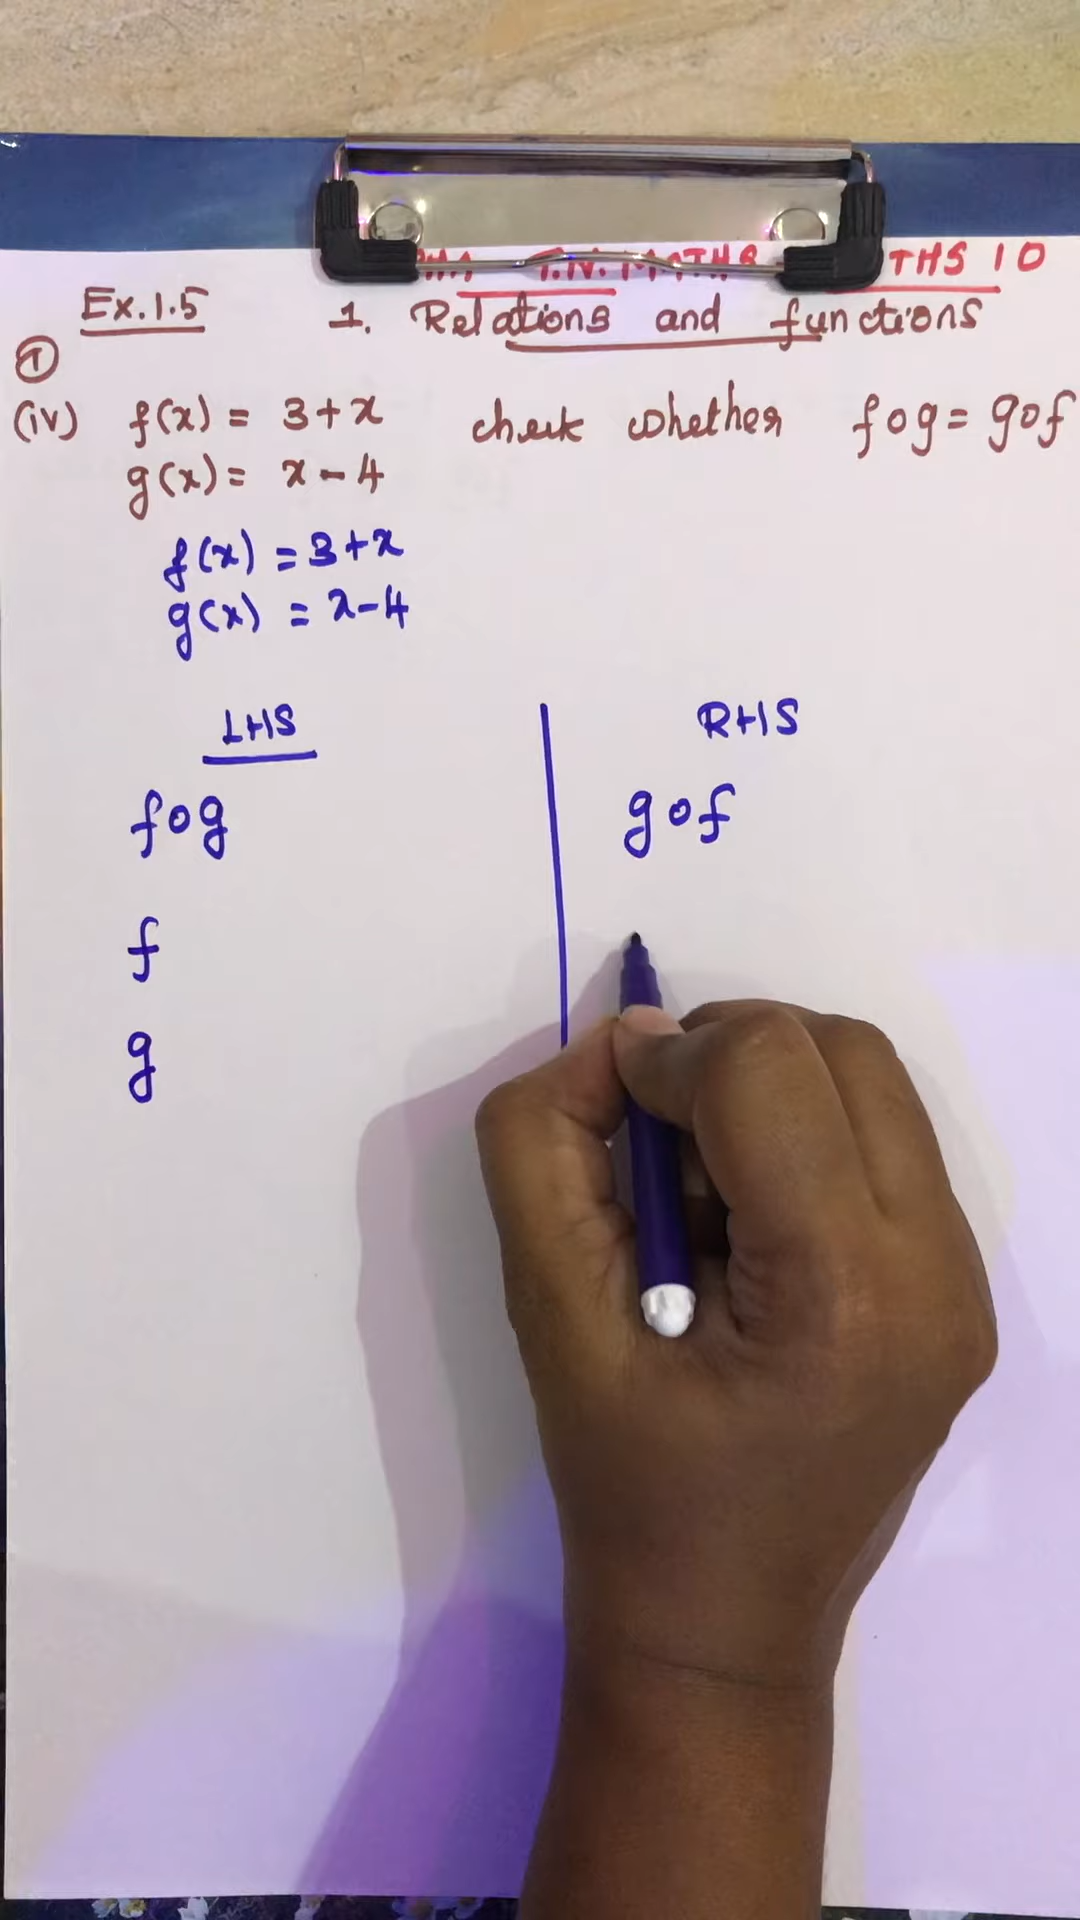 T.N. MATHS THS 10
Ex.1.5 1. Relations and functions
①
(iv) f(x) = 3+x check whether fog = gof
g(x) = x-4
f(x) = 3+x
g(x) = x-4
LHS RHS
fog gof
f
g